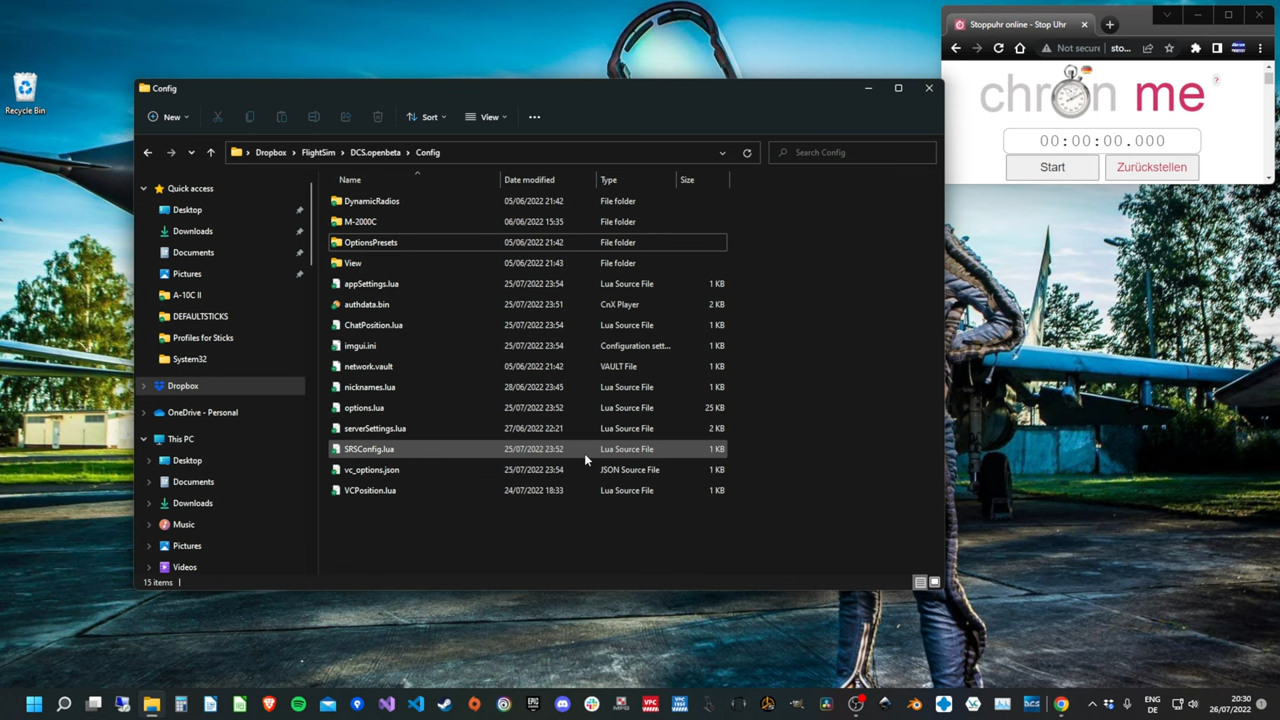 Recycle Bin
Stoppuhr online - Stop Uhr
Not secure
sto...
chron me
?
00:00:00.000
Start
Zurückstellen
Config
New
Sort
View
Dropbox > FlightSim > DCS.openbeta > Config
Search Config
Quick access
Desktop
Downloads
Documents
Pictures
A-10C II
DEFAULTSTICKS
Profiles for Sticks
System32
Dropbox
OneDrive - Personal
This PC
Desktop
Documents
Downloads
Music
Pictures
Videos
Name Date modified Type Size
DynamicRadios 05/06/2022 21:42 File folder
M-2000C 06/06/2022 15:35 File folder
OptionsPresets 05/06/2022 21:42 File folder
View 05/06/2022 21:43 File folder
appSettings.lua 25/07/2022 23:54 Lua Source File 1 KB
authdata.bin 25/07/2022 23:51 CnX Player 2 KB
ChatPosition.lua 25/07/2022 23:54 Lua Source File 1 KB
imgui.ini 25/07/2022 23:54 Configuration sett... 1 KB
network.vault 05/06/2022 21:42 VAULT File 1 KB
nicknames.lua 28/06/2022 23:45 Lua Source File 1 KB
options.lua 25/07/2022 23:52 Lua Source File 25 KB
serverSettings.lua 27/06/2022 22:21 Lua Source File 2 KB
SRSConfig.lua 25/07/2022 23:52 Lua Source File 1 KB
vc_options.json 25/07/2022 23:54 JSON Source File 1 KB
VCPosition.lua 24/07/2022 18:33 Lua Source File 1 KB
15 items
EPIC
VPC
VPC
TEST
DCS
ENG
DE
20:30
26/07/2022